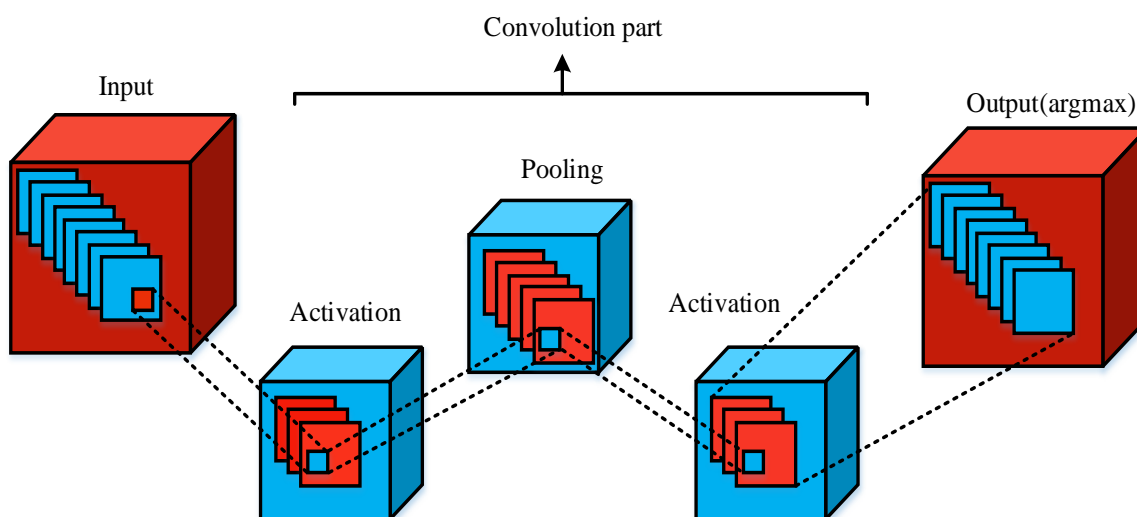 Convolution part
Input
Output(argmax)
Pooling
Activation
Activation